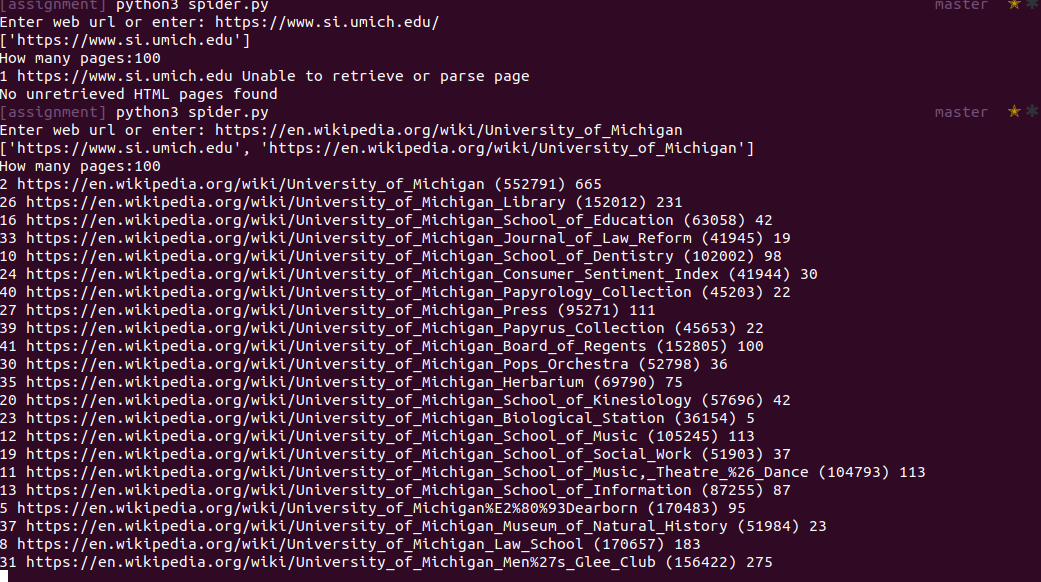 [assignment] python3 spider.py master ★ ✱
Enter web url or enter: https://www.si.umich.edu/
['https://www.si.umich.edu']
How many pages:100
1 https://www.si.umich.edu Unable to retrieve or parse page
No unretrieved HTML pages found
[assignment] python3 spider.py master ★ ✱
Enter web url or enter: https://en.wikipedia.org/wiki/University_of_Michigan
['https://www.si.umich.edu', 'https://en.wikipedia.org/wiki/University_of_Michigan']
How many pages:100
2 https://en.wikipedia.org/wiki/University_of_Michigan (552791) 665
26 https://en.wikipedia.org/wiki/University_of_Michigan_Library (152012) 231
16 https://en.wikipedia.org/wiki/University_of_Michigan_School_of_Education (63058) 42
33 https://en.wikipedia.org/wiki/University_of_Michigan_Journal_of_Law_Reform (41945) 19
10 https://en.wikipedia.org/wiki/University_of_Michigan_School_of_Dentistry (102002) 98
24 https://en.wikipedia.org/wiki/University_of_Michigan_Consumer_Sentiment_Index (41944) 30
40 https://en.wikipedia.org/wiki/University_of_Michigan_Papyrology_Collection (45203) 22
27 https://en.wikipedia.org/wiki/University_of_Michigan_Press (95271) 111
39 https://en.wikipedia.org/wiki/University_of_Michigan_Papyrus_Collection (45653) 22
41 https://en.wikipedia.org/wiki/University_of_Michigan_Board_of_Regents (152805) 100
30 https://en.wikipedia.org/wiki/University_of_Michigan_Pops_Orchestra (52798) 36
35 https://en.wikipedia.org/wiki/University_of_Michigan_Herbarium (69790) 75
20 https://en.wikipedia.org/wiki/University_of_Michigan_School_of_Kinesiology (57696) 42
23 https://en.wikipedia.org/wiki/University_of_Michigan_Biological_Station (36154) 5
12 https://en.wikipedia.org/wiki/University_of_Michigan_School_of_Music (105245) 113
19 https://en.wikipedia.org/wiki/University_of_Michigan_School_of_Social_Work (51903) 37
11 https://en.wikipedia.org/wiki/University_of_Michigan_School_of_Music,_Theatre_%26_Dance (104793) 113
13 https://en.wikipedia.org/wiki/University_of_Michigan_School_of_Information (87255) 87
5 https://en.wikipedia.org/wiki/University_of_Michigan%E2%80%93Dearborn (170483) 95
37 https://en.wikipedia.org/wiki/University_of_Michigan_Museum_of_Natural_History (51984) 23
8 https://en.wikipedia.org/wiki/University_of_Michigan_Law_School (170657) 183
31 https://en.wikipedia.org/wiki/University_of_Michigan_Men%27s_Glee_Club (156422) 275